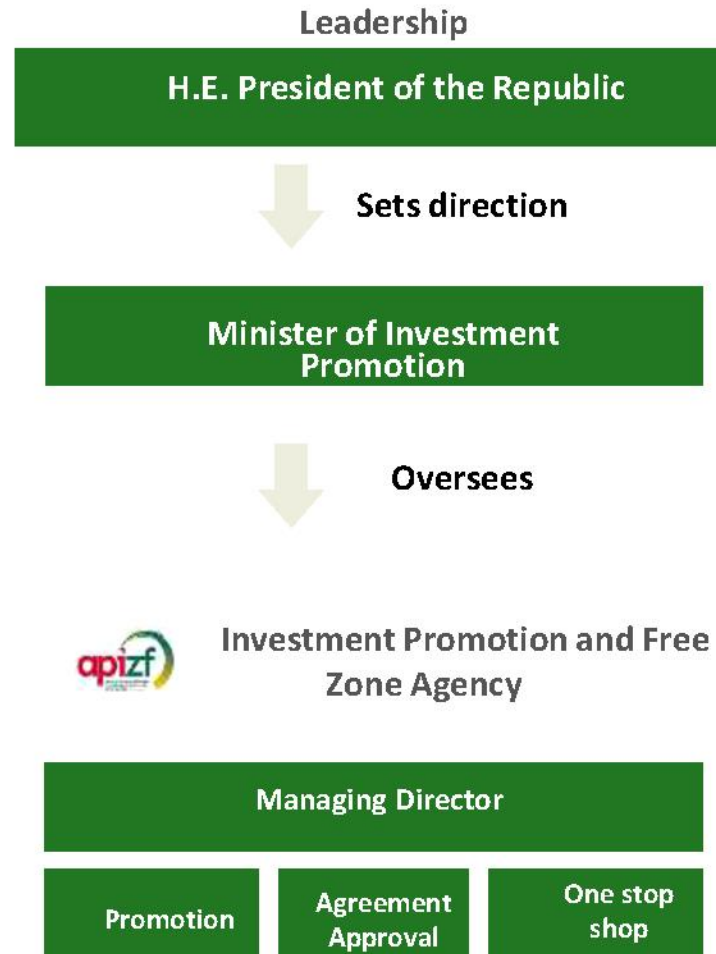 Leadership
H.E. President of the Republic
Sets direction
Minister of Investment
Promotion
Oversees
apizf
Investment Promotion and Free
Zone Agency
Managing Director
Promotion
Agreement
Approval
One stop
shop